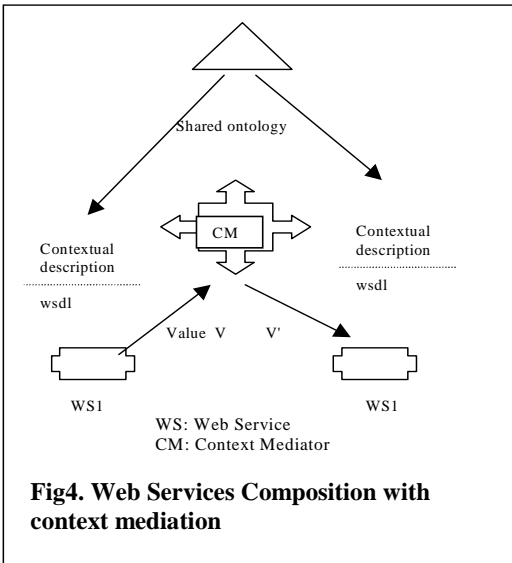 Shared ontology
CM
Contextual
description
wsdl
Contextual
description
wsdl
Value V V'
WS1
WS1
WS: Web Service
CM: Context Mediator
Fig4. Web Services Composition with
context mediation